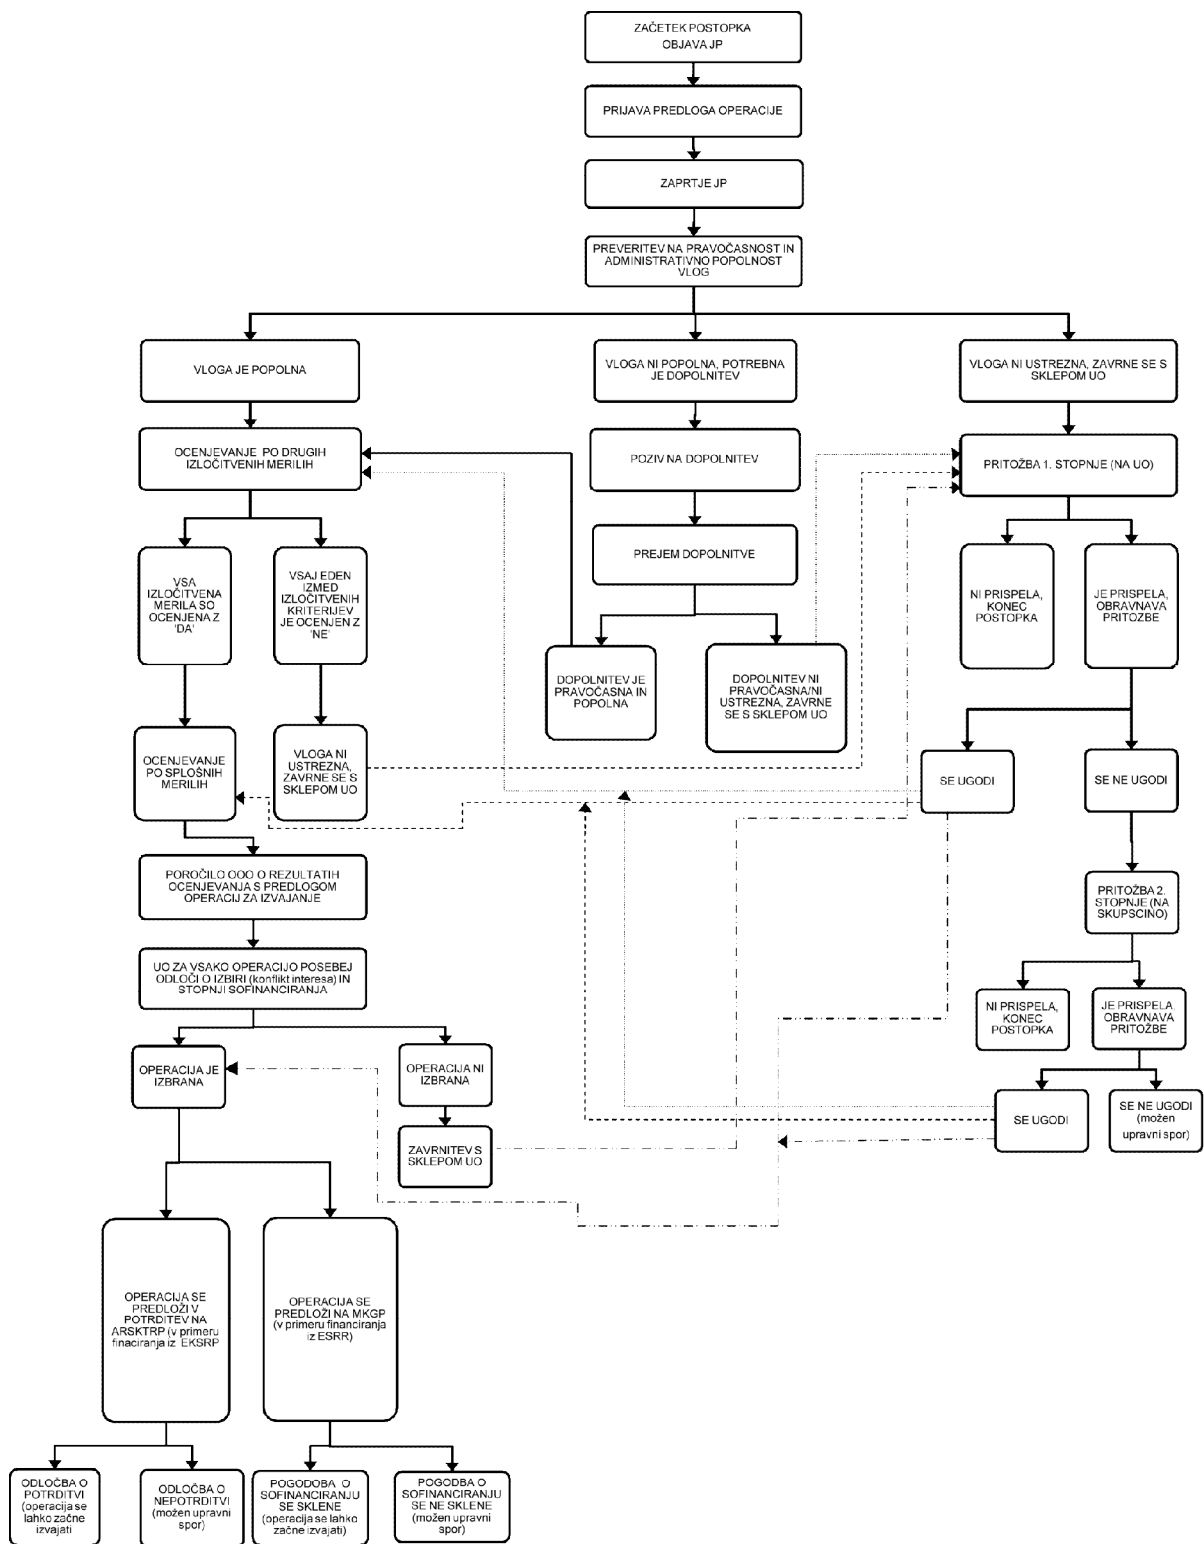 ZAČETEK POSTOPKA
OBJAVA JP
PRIJAVA PREDLOGA OPERACIJE
ZAPRTJE JP
PREVERITEV NA PRAVOČASNOST IN
ADMINISTRATIVNO POPOLNOST
VLOG
VLOGA JE POPOLNA
VLOGA NI POPOLNA, POTREBNA
JE DOPOLNITEV
VLOGA NI USTREZNA, ZAVRNE SE S
SKLEPOM UO
OCENJEVANJE PO DRUGIH
IZLOČITVENIH MERILIH
POZIV NA DOPOLNITEV
PRITOŽBA 1. STOPNJE (NA UO)
VSA
IZLOČITVENA
MERILA SO
OCENJENA Z
'DA'
VSAJ EDEN
IZMED
IZLOČITVENIH
KRITERIJEV
JE OCENJEN Z
'NE'
PREJEM DOPOLNITVE
NI PRISPELA,
KONEC
POSTOPKA
JE PRISPELA,
OBRAVNAVA
PRITOZBE
DOPOLNITEV JE
PRAVOČASNA IN
POPOLNA
DOPOLNITEV NI
PRAVOČASNA/NI
USTREZNA, ZAVRNE
SE S SKLEPOM UO
OCENJEVANJE
PO SPLOŠNIH
MERILIH
VLOGA NI
USTREZNA,
ZAVRNE SE S
SKLEPOM UO
SE UGODI
SE NE UGODI
POROČILO OOO O REZULTATIH
OCENJEVANJA S PREDLOGOM
OPERACIJ ZA IZVAJANJE
PRITOŽBA 2.
STOPNJE (NA
SKUPSCINO)
UO ZA VSAKO OPERACIJO POSEBEJ
ODLOČI O IZBIRI (konflikt interesa) IN
STOPNJI SOFINANCIRANJA
NI PRISPELA,
KONEC
POSTOPKA
JE PRISPELA,
OBRAVNAVA
PRITOŽBE
OPERACIJA JE
IZBRANA
OPERACIJA NI
IZBRANA
SE UGODI
SE NE UGODI
(možen
upravni spor)
ZAVRNITEV S
SKLEPOM UO
OPERACIJA SE
PREDLOŽI V
POTRDITEV NA
ARSKTRP (v primeru
finaciranja iz EKSRP
OPERACIJA SE
PREDLOŽI NA MKGP
(v primeru financiranja
iz ESRR)
ODLOČBA O
POTRDITVI
(operacija se
lahko začne
izvajati
ODLOČBA O
NEPOTRDITVI
(možen upravni
spor)
POGODOBA O
SOFINANCIRANJU
SE SKLENE
(operacija se lahko
začne izvajati)
POGODBA O
SOFINANCIRANJU
SE NE SKLENE
(možen upravni
spor)